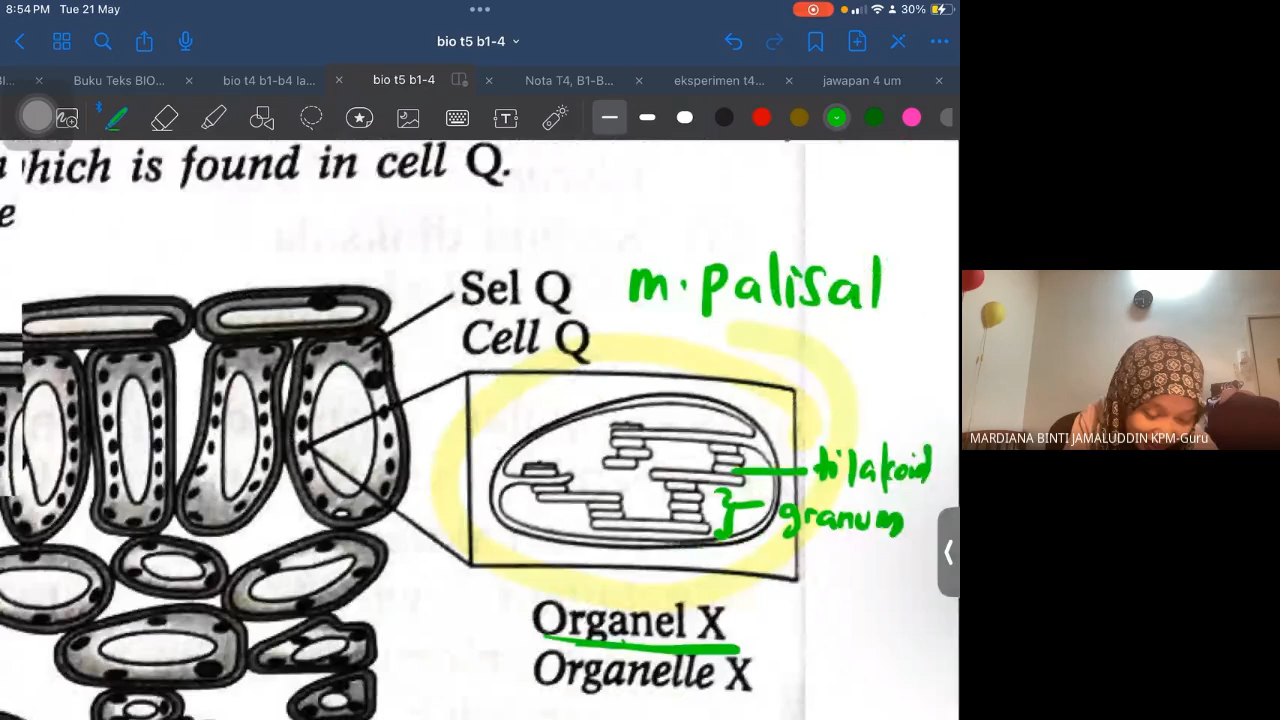 8:54 PM Tue 21 May
30%
bio t5 b1-4
Buku Teks BIO...
bio t4 b1-b4 la...
bio t5 b1-4
Nota T4, B1-B...
eksperimen t4...
jawapan 4 um
which is found in cell Q.
Sel Q
Cell Q
m. palisad
tilakoid
granum
Organel X
Organelle X
MARDIANA BINTI JAMALUDDIN KPM-Guru